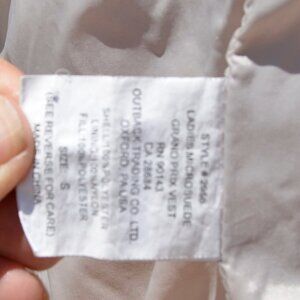 STYLE #
LADIES MICROSUEDE
GRAND PRIX VEST
RN 90143
CA 28684
OUTBACK TRADING CO LTD.
OXFORD, PA/USA
SHELL:100%POLYESTER
LINING:100%NYLON
FILL:100%POLYESTER
SIZE: S
(SEE REVERSE FOR CARE)
MADE IN CHINA